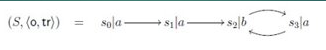 (S, ⟨o, tr⟩) = s₀|a ⟶ s₁|a ⟶ s₂|b s₃|a